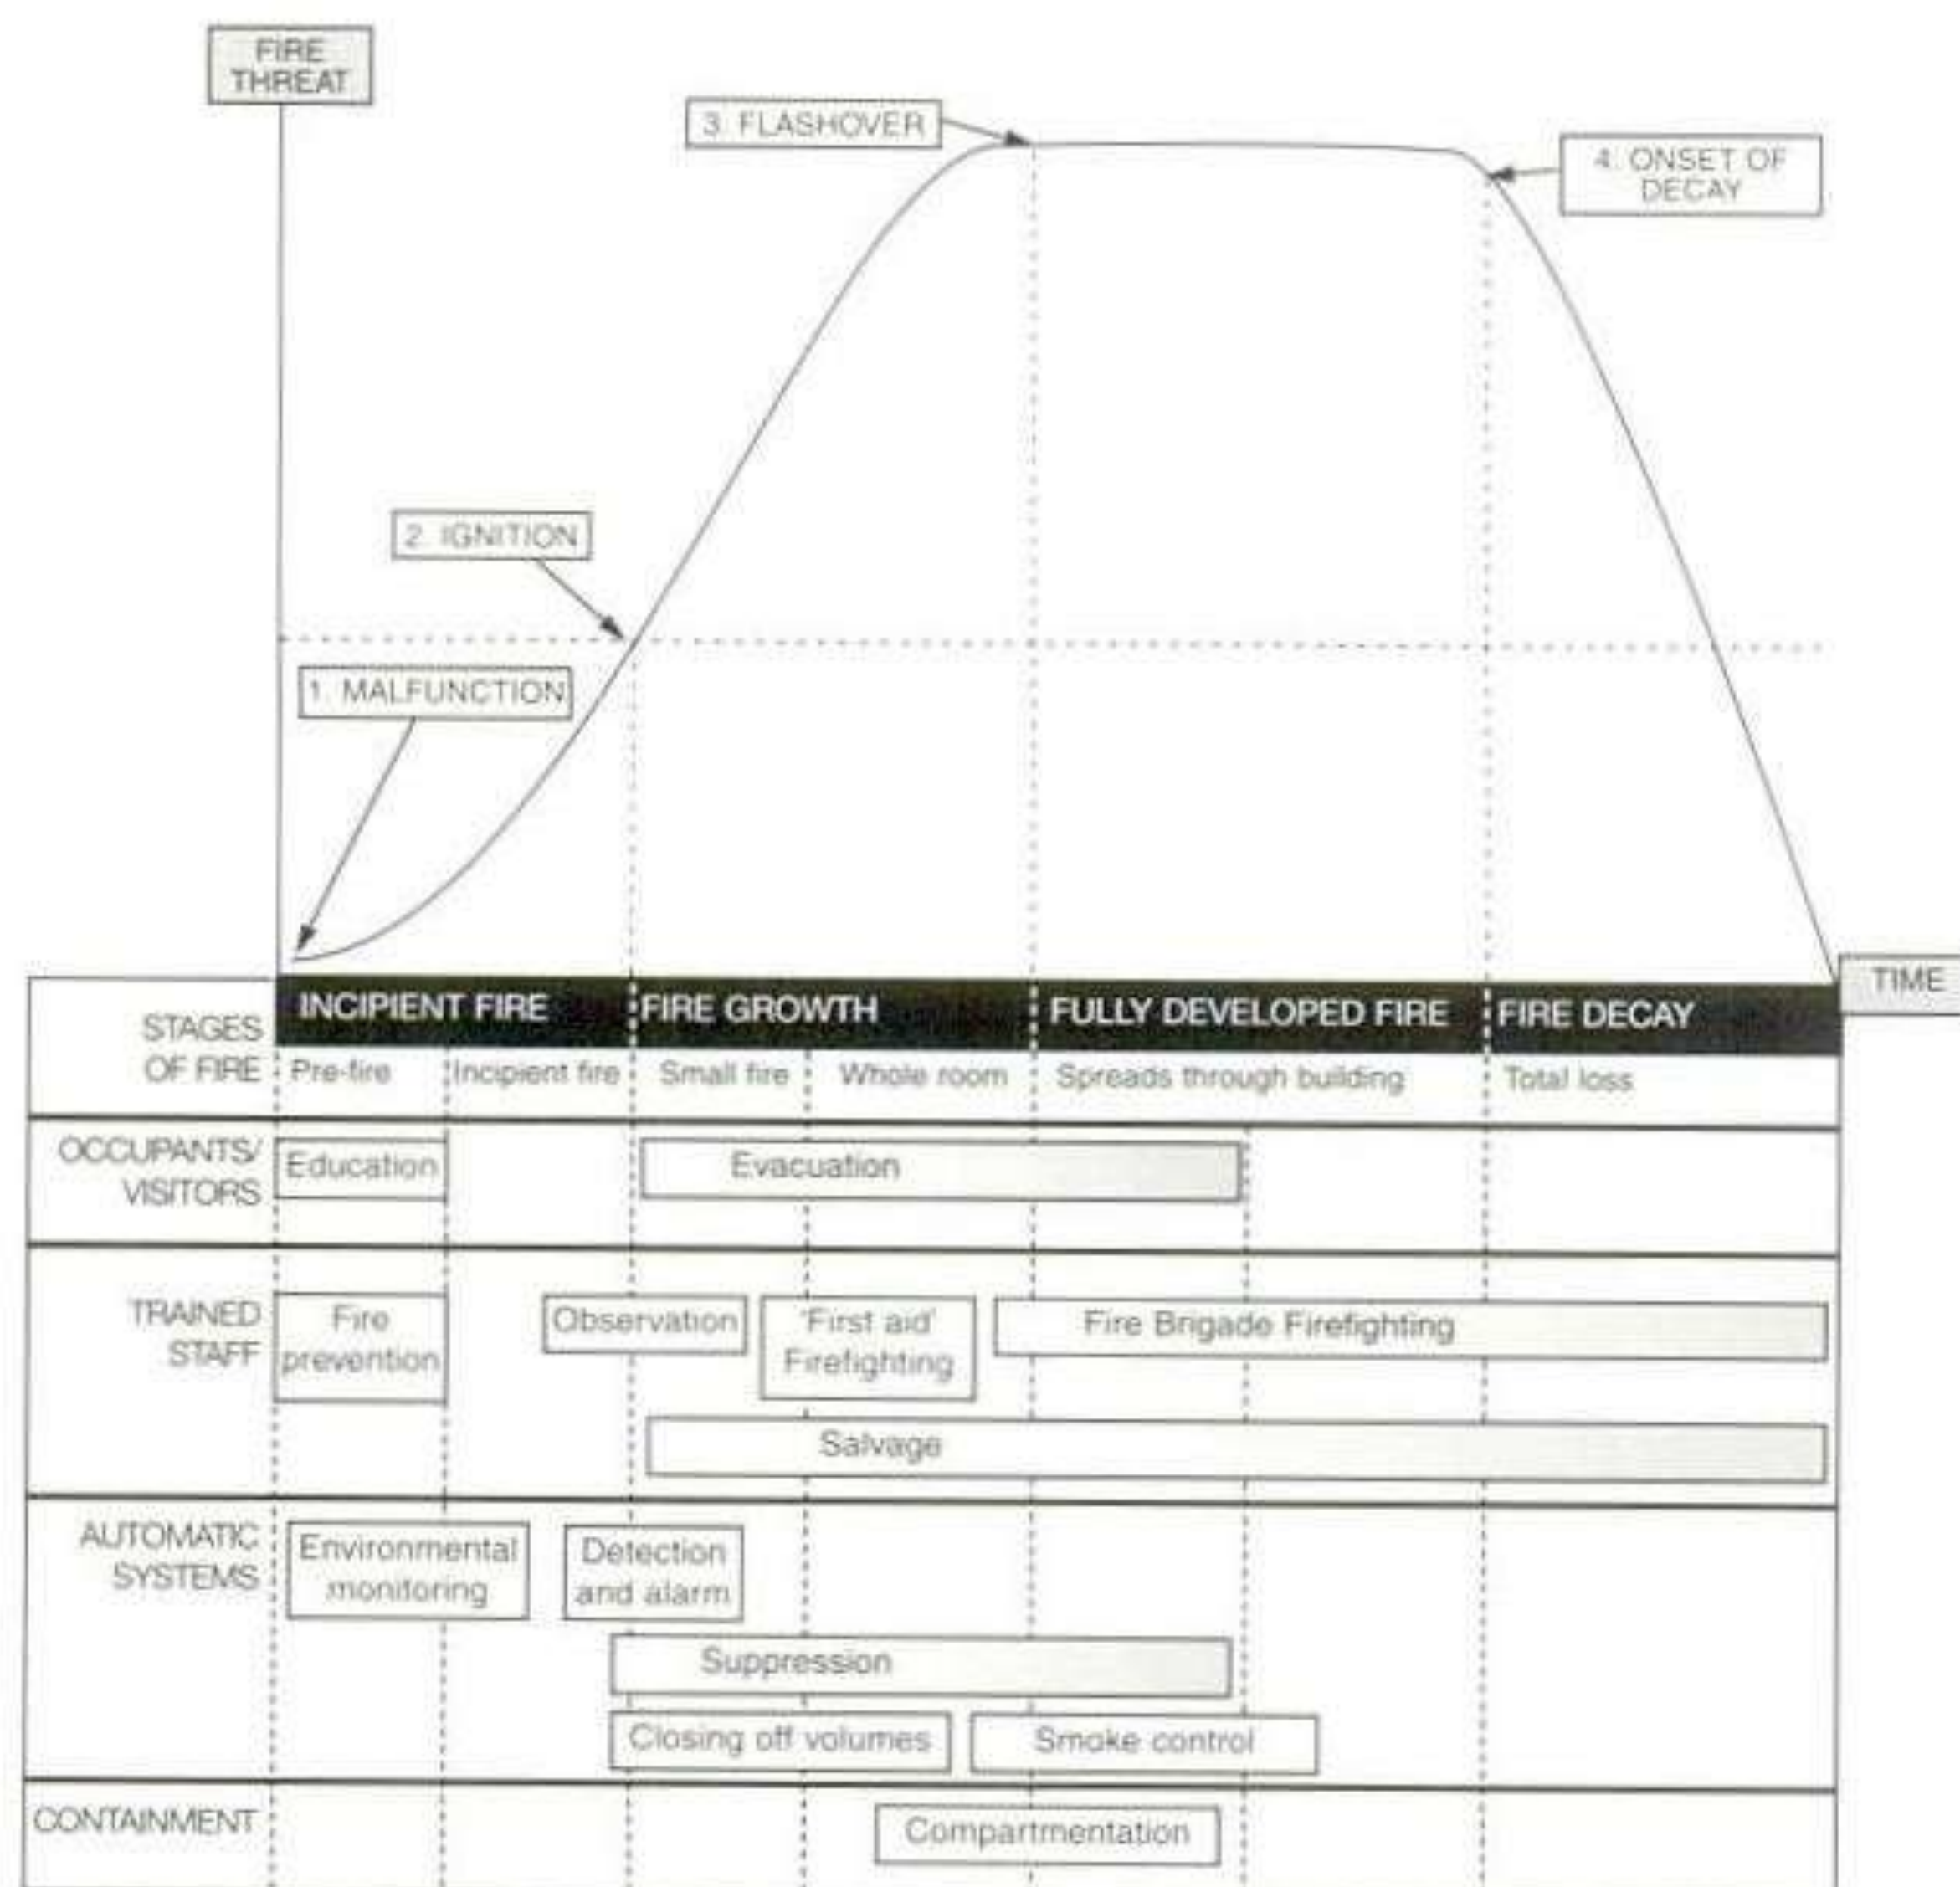 FIRE
THREAT
3. FLASHOVER
4. ONSET OF
DECAY
2. IGNITION
1. MALFUNCTION
TIME
STAGES
OF FIRE
INCIPIENT FIRE
FIRE GROWTH
FULLY DEVELOPED FIRE
FIRE DECAY
Pre-fire
Incipient fire
Small fire
Whole room
Spreads through building
Total loss
OCCUPANTS/
VISITORS
Education
Evacuation
TRAINED
STAFF
Fire
prevention
Observation
'First aid'
Firefighting
Fire Brigade Firefighting
Salvage
AUTOMATIC
SYSTEMS
Environmental
monitoring
Detection
and alarm
Suppression
Closing off volumes
Smoke control
CONTAINMENT
Compartmentation